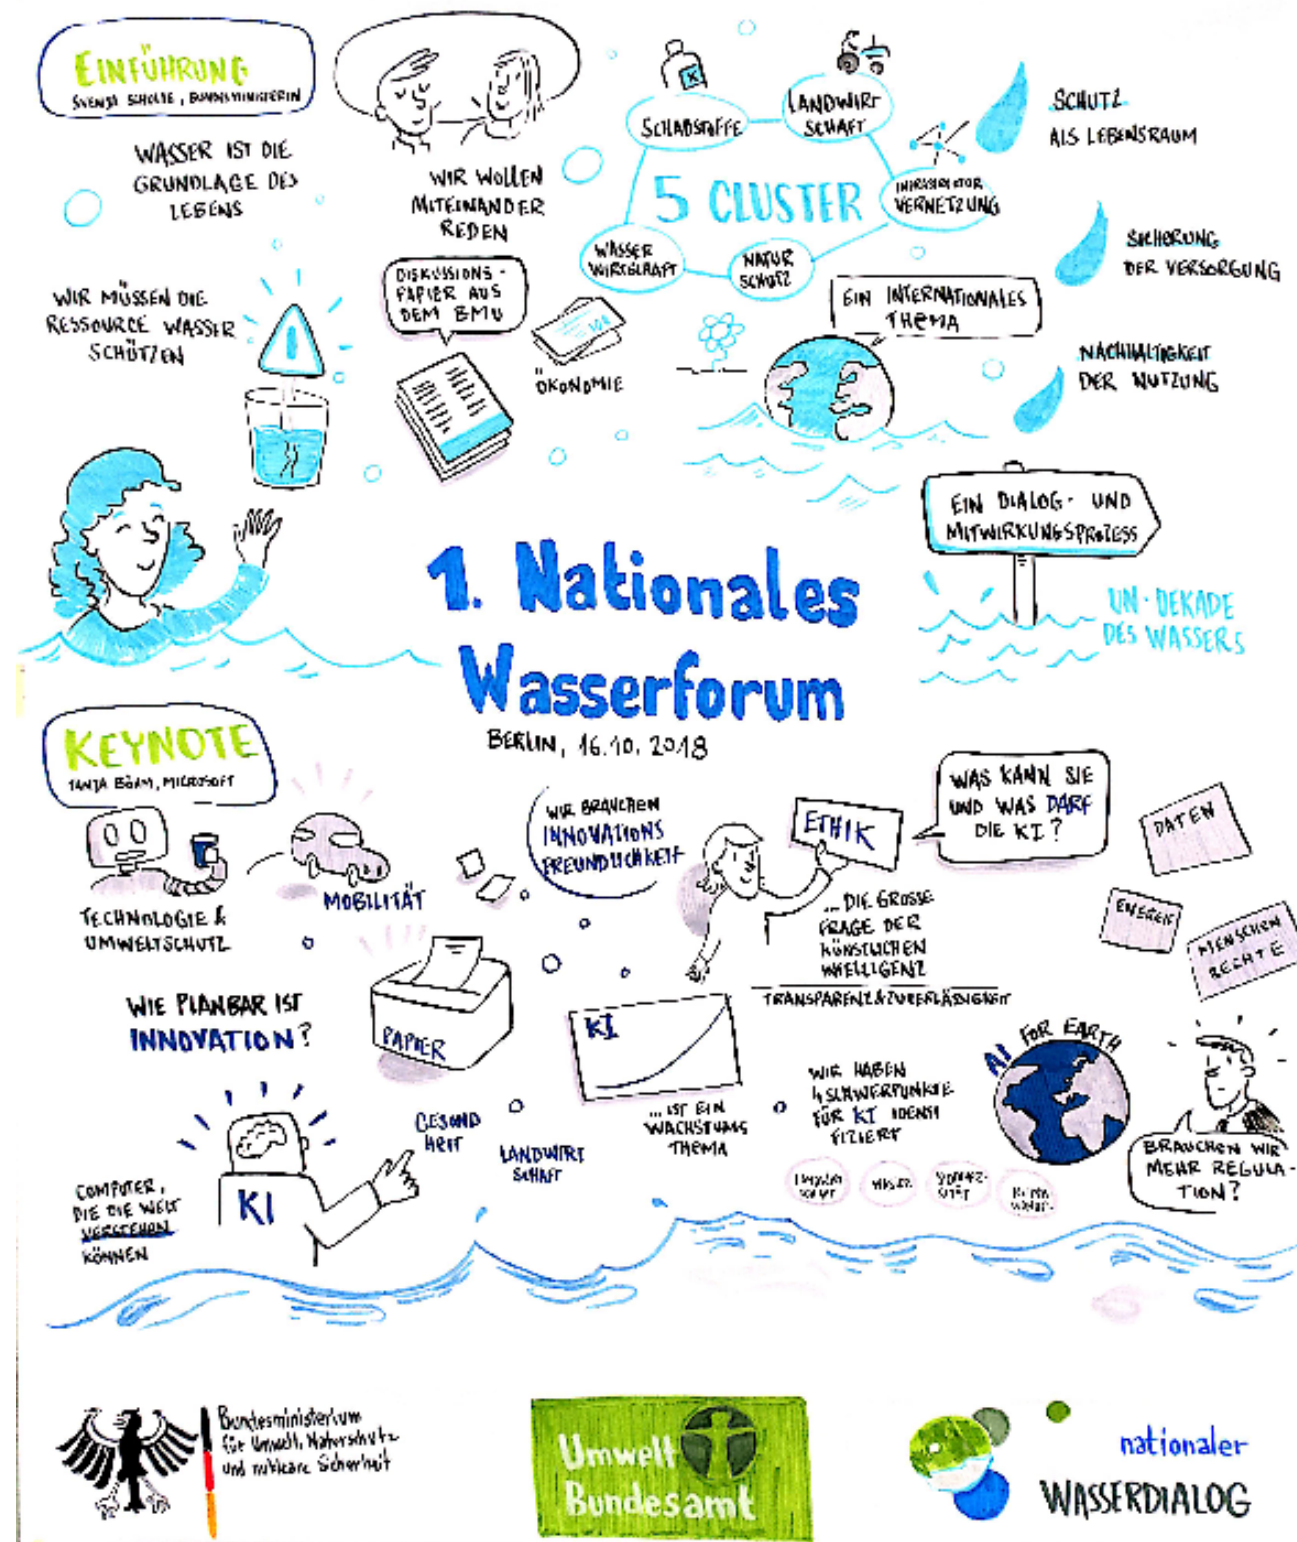 EINFÜHRUNG
SVENJA SCHULZE, BUNDESMINISTERIN
WASSER IST DIE
GRUNDLAGE DES
LEBENS
WIR MÜSSEN DIE
RESSOURCE WASSER
SCHÜTZEN
WIR WOLLEN
MITEINANDER
REDEN
DISKUSSIONS-
PAPIER AUS
DEM BMU
ÖKONOMIE
5 CLUSTER
SCHADSTOFFE
LANDWIRT
SCHAFT
INFRASTRUKTUR
VERNETZUNG
NATUR
SCHUTZ
WASSER
WIRTSCHAFT
EIN INTERNATIONALES
THEMA
SCHUTZ
ALS LEBENSRAUM
SICHERUNG
DER VERSORGUNG
NACHHALTIGKEIT
DER NUTZUNG
EIN DIALOG- UND
MITWIRKUNGSPROZESS
UN-DEKADE
DES WASSERS
1. Nationales
Wasserforum
BERLIN, 16.10.2018
KEYNOTE
TANJA BÖHM, MICROSOFT
TECHNOLOGIE &
UMWELTSCHUTZ
MOBILITÄT
WIE PLANBAR IST
INNOVATION?
PAPIER
WIR BRAUCHEN
INNOVATIONS
FREUNDLICHKEIT
ETHIK
WAS KANN SIE
UND WAS DARF
DIE KI?
... DIE GROSSE
FRAGE DER
KÜNSTLICHEN
INTELLIGENZ
TRANSPARENZ & ZUVERLÄSSIGKEIT
DATEN
ENERGIE
MENSCHEN
RECHTE
KI
... IST EIN
WACHSTUMS
THEMA
COMPUTER,
DIE DIE WELT
VERSTEHEN
KÖNNEN
KI
GESUND
HEIT
LANDWIRT
SCHAFT
WIR HABEN
4 SCHWERPUNKTE
FÜR KI IDENTI
FIZIERT
WASSER
AI FOR EARTH
BRAUCHEN WIR
MEHR REGULA-
TION?
Bundesministerium
für Umwelt, Naturschutz
und nukleare Sicherheit
Umwelt
Bundesamt
nationaler
WASSERDIALOG